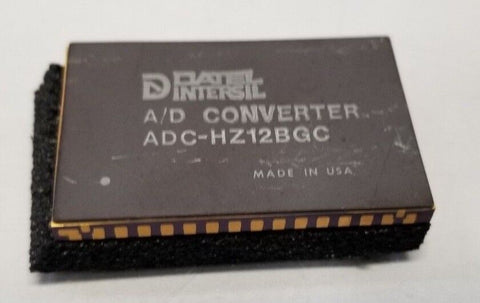 DATEL
INTERSIL
A/D CONVERTER
ADC-HZ12BGC
MADE IN USA